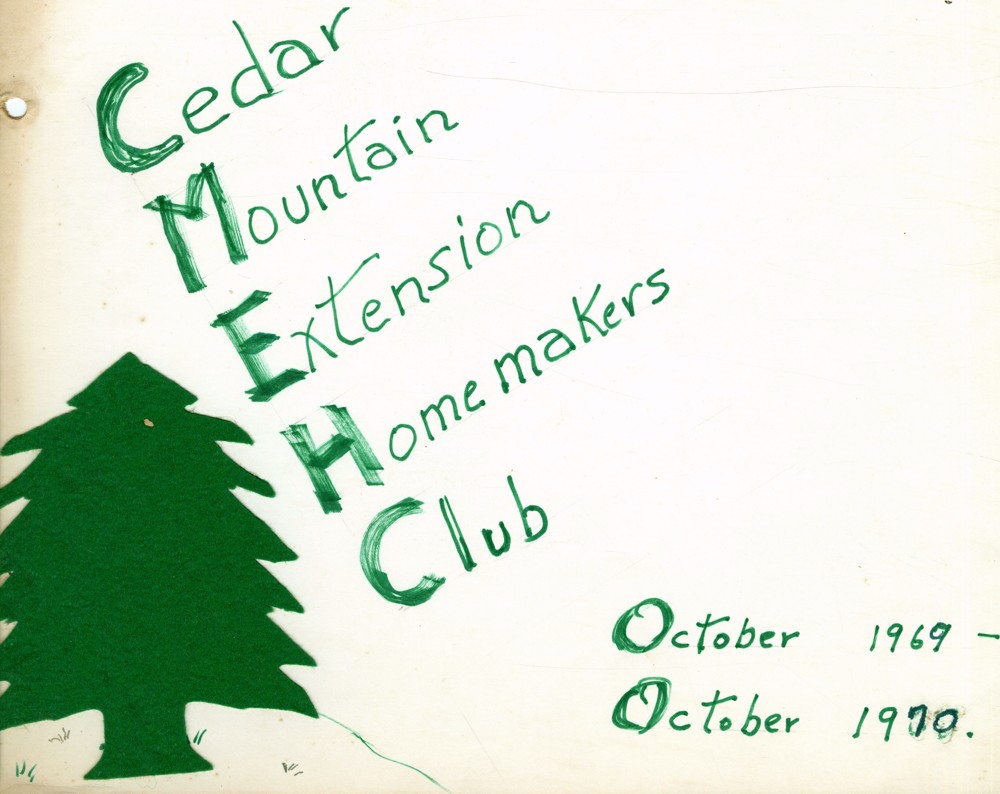 Cedar
Mountain
Extension
Homemakers
Club
October 1969 -
October 1970.